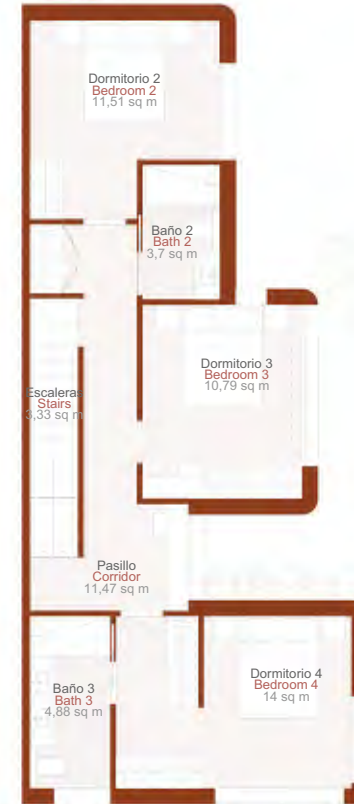 Dormitorio 2
Bedroom 2
11,51 sq m
Baño 2
Bath 2
3,7 sq m
Dormitorio 3
Bedroom 3
10,79 sq m
Escaleras
Stairs
3,33 sq m
Pasillo
Corridor
11,47 sq m
Dormitorio 4
Bedroom 4
14 sq m
Baño 3
Bath 3
4,88 sq m